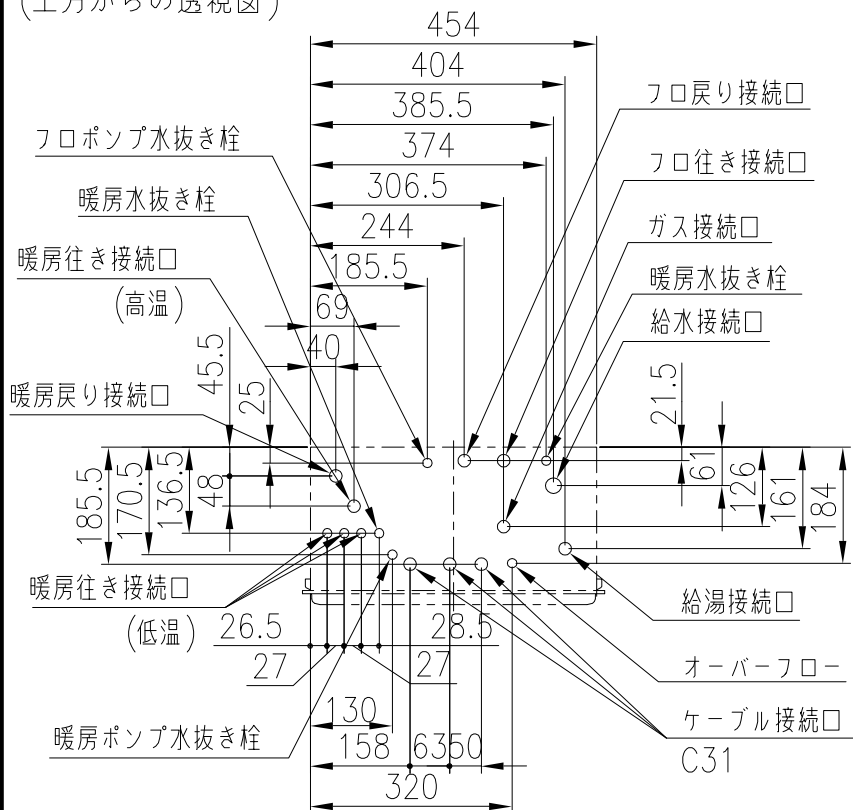 (上方からの透視図)
454
404
385.5
374
306.5
244
185.5
69
40
フロポンプ水抜き栓
暖房水抜き栓
暖房往き接続口
(高温)
暖房戻り接続口
フロ戻り接続口
フロ往き接続口
ガス接続口
暖房水抜き栓
給水接続口
45.5
25
48
185.5
170.5
136.5
21.5
61
126
161
184
暖房往き接続口
(低温)
26.5
27
28.5
27
給湯接続口
オーバーフロー
ケーブル接続口
C31
暖房ポンプ水抜き栓
130
158
63
50
320